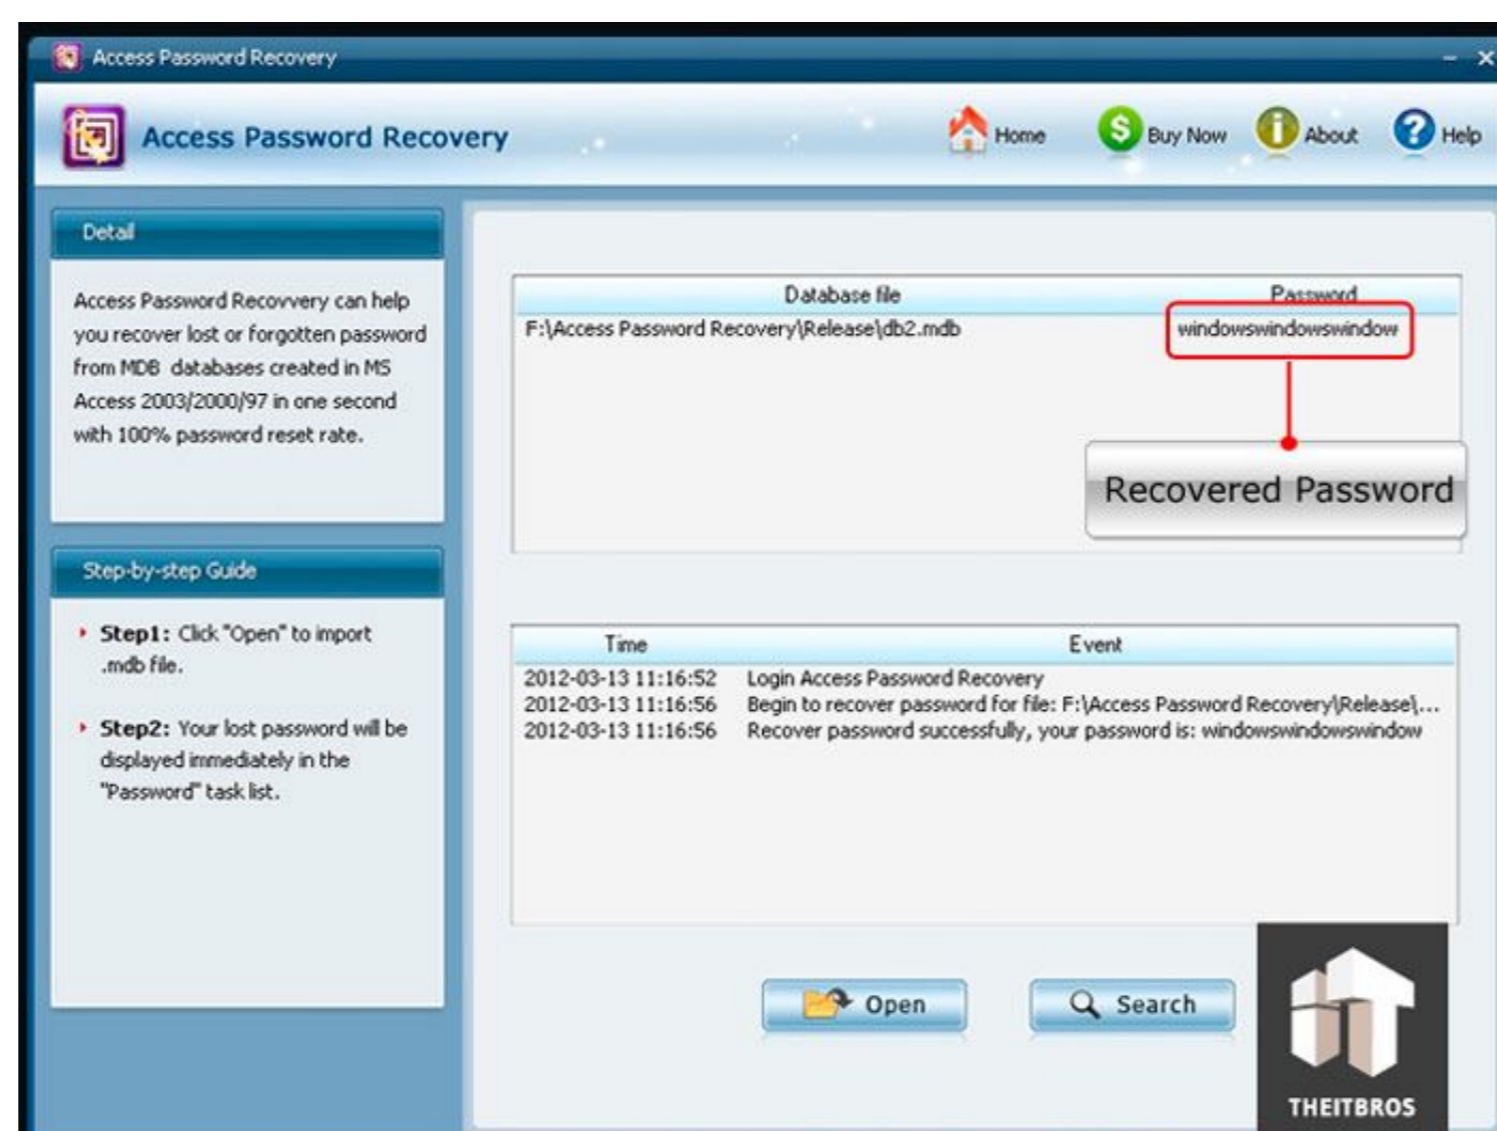 Access Password Recovery
Access Password Recovery
Home
Buy Now
About
Help
Detail
Access Password Recovvery can help
you recover lost or forgotten password
from MDB databases created in MS
Access 2003/2000/97 in one second
with 100% password reset rate.
Step-by-step Guide
Step1: Click "Open" to import
.mdb file.
Step2: Your lost password will be
displayed immediately in the
"Password" task list.
Database file Password
F:\Access Password Recovery\Release\db2.mdb windowswindowswindow
Recovered Password
Time Event
2012-03-13 11:16:52 Login Access Password Recovery
2012-03-13 11:16:56 Begin to recover password for file: F:\Access Password Recovery\Release\...
2012-03-13 11:16:56 Recover password successfully, your password is: windowswindowswindow
Open
Search
THEITBROS